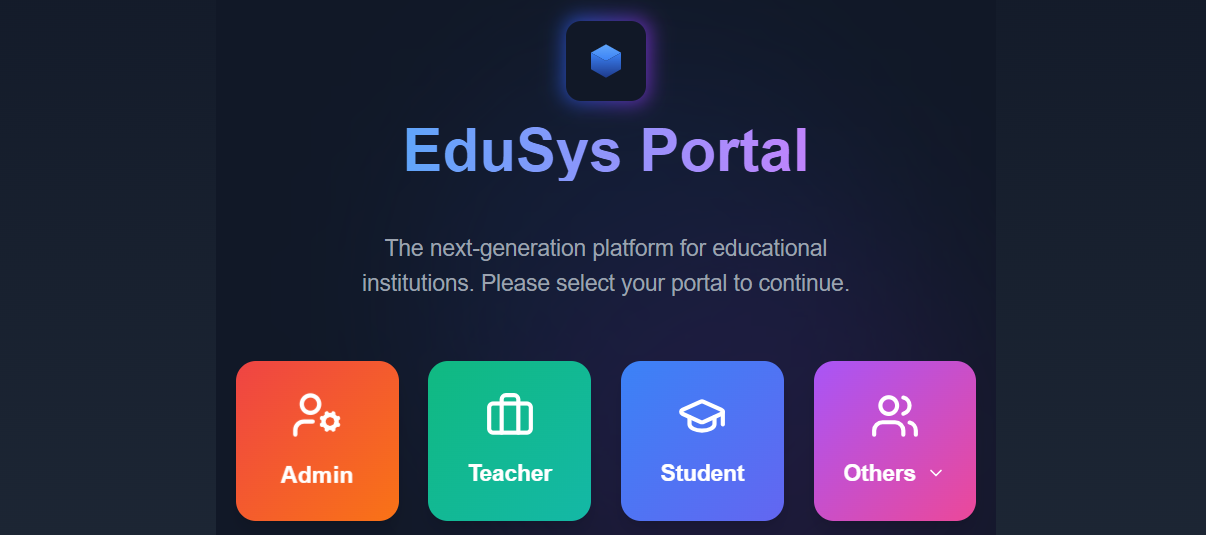 EduSys Portal
The next-generation platform for educational
institutions. Please select your portal to continue.
Admin
Teacher
Student
Others